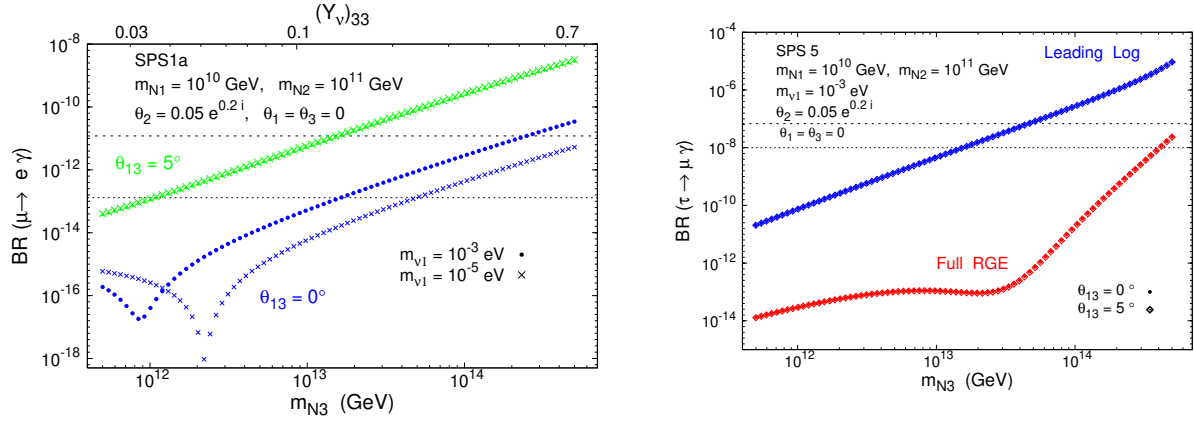 (Yν)33
0.03 0.1 0.7
10^-8
10^-10
10^-12
10^-14
10^-16
10^-18
BR (μ→ e γ)
SPS1a
mN1 = 10^10 GeV, mN2 = 10^11 GeV
θ2 = 0.05 e^0.2 i, θ1 = θ3 = 0
θ13 = 5°
mν1 = 10^-3 eV
mν1 = 10^-5 eV
θ13 = 0°
10^12 10^13 10^14
mN3 (GeV)
10^-4
10^-6
10^-8
10^-10
10^-12
10^-14
BR (τ→ μ γ)
SPS 5
mN1 = 10^10 GeV, mN2 = 10^11 GeV
mν1 = 10^-3 eV
θ2 = 0.05 e^0.2 i
θ1 = θ3 = 0
Leading Log
Full RGE
θ13 = 0 °
θ13 = 5 °
10^12 10^13 10^14
mN3 (GeV)